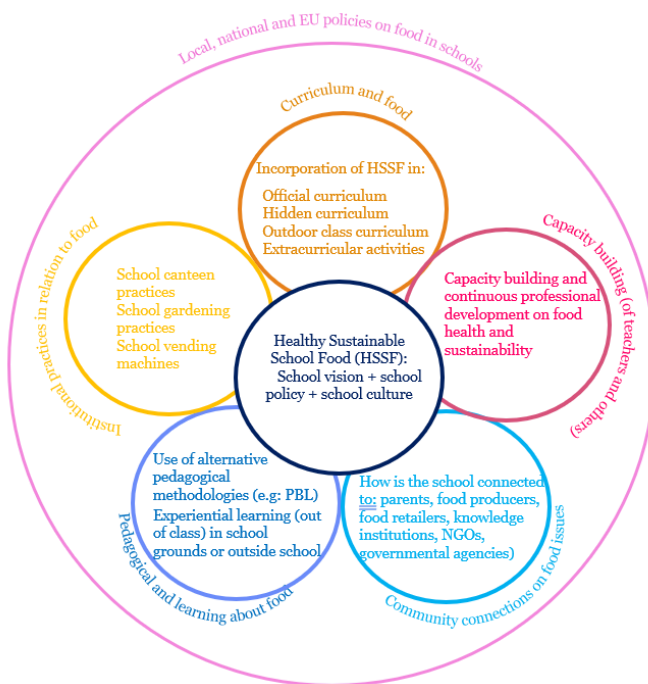 Local, national and EU policies on food in schools
Curriculum and food
Incorporation of HSSF in:
Official curriculum
Hidden curriculum
Outdoor class curriculum
Extracurricular activities
Institutional practices in relation to food
School canteen
practices
School gardening
practices
School vending
machines
Capacity building (of teachers and others)
Capacity building and
continuous professional
development on food
health and
sustainability
Healthy Sustainable
School Food (HSSF):
School vision + school
policy + school culture
Use of alternative
pedagogical
methodologies (e.g: PBL)
Experiential learning (out
of class) in school
grounds or outside school
Pedagogical and learning about food
How is the school connected
to: parents, food producers,
food retailers, knowledge
institutions, NGOs,
governmental agencies)
Community connections on food issues